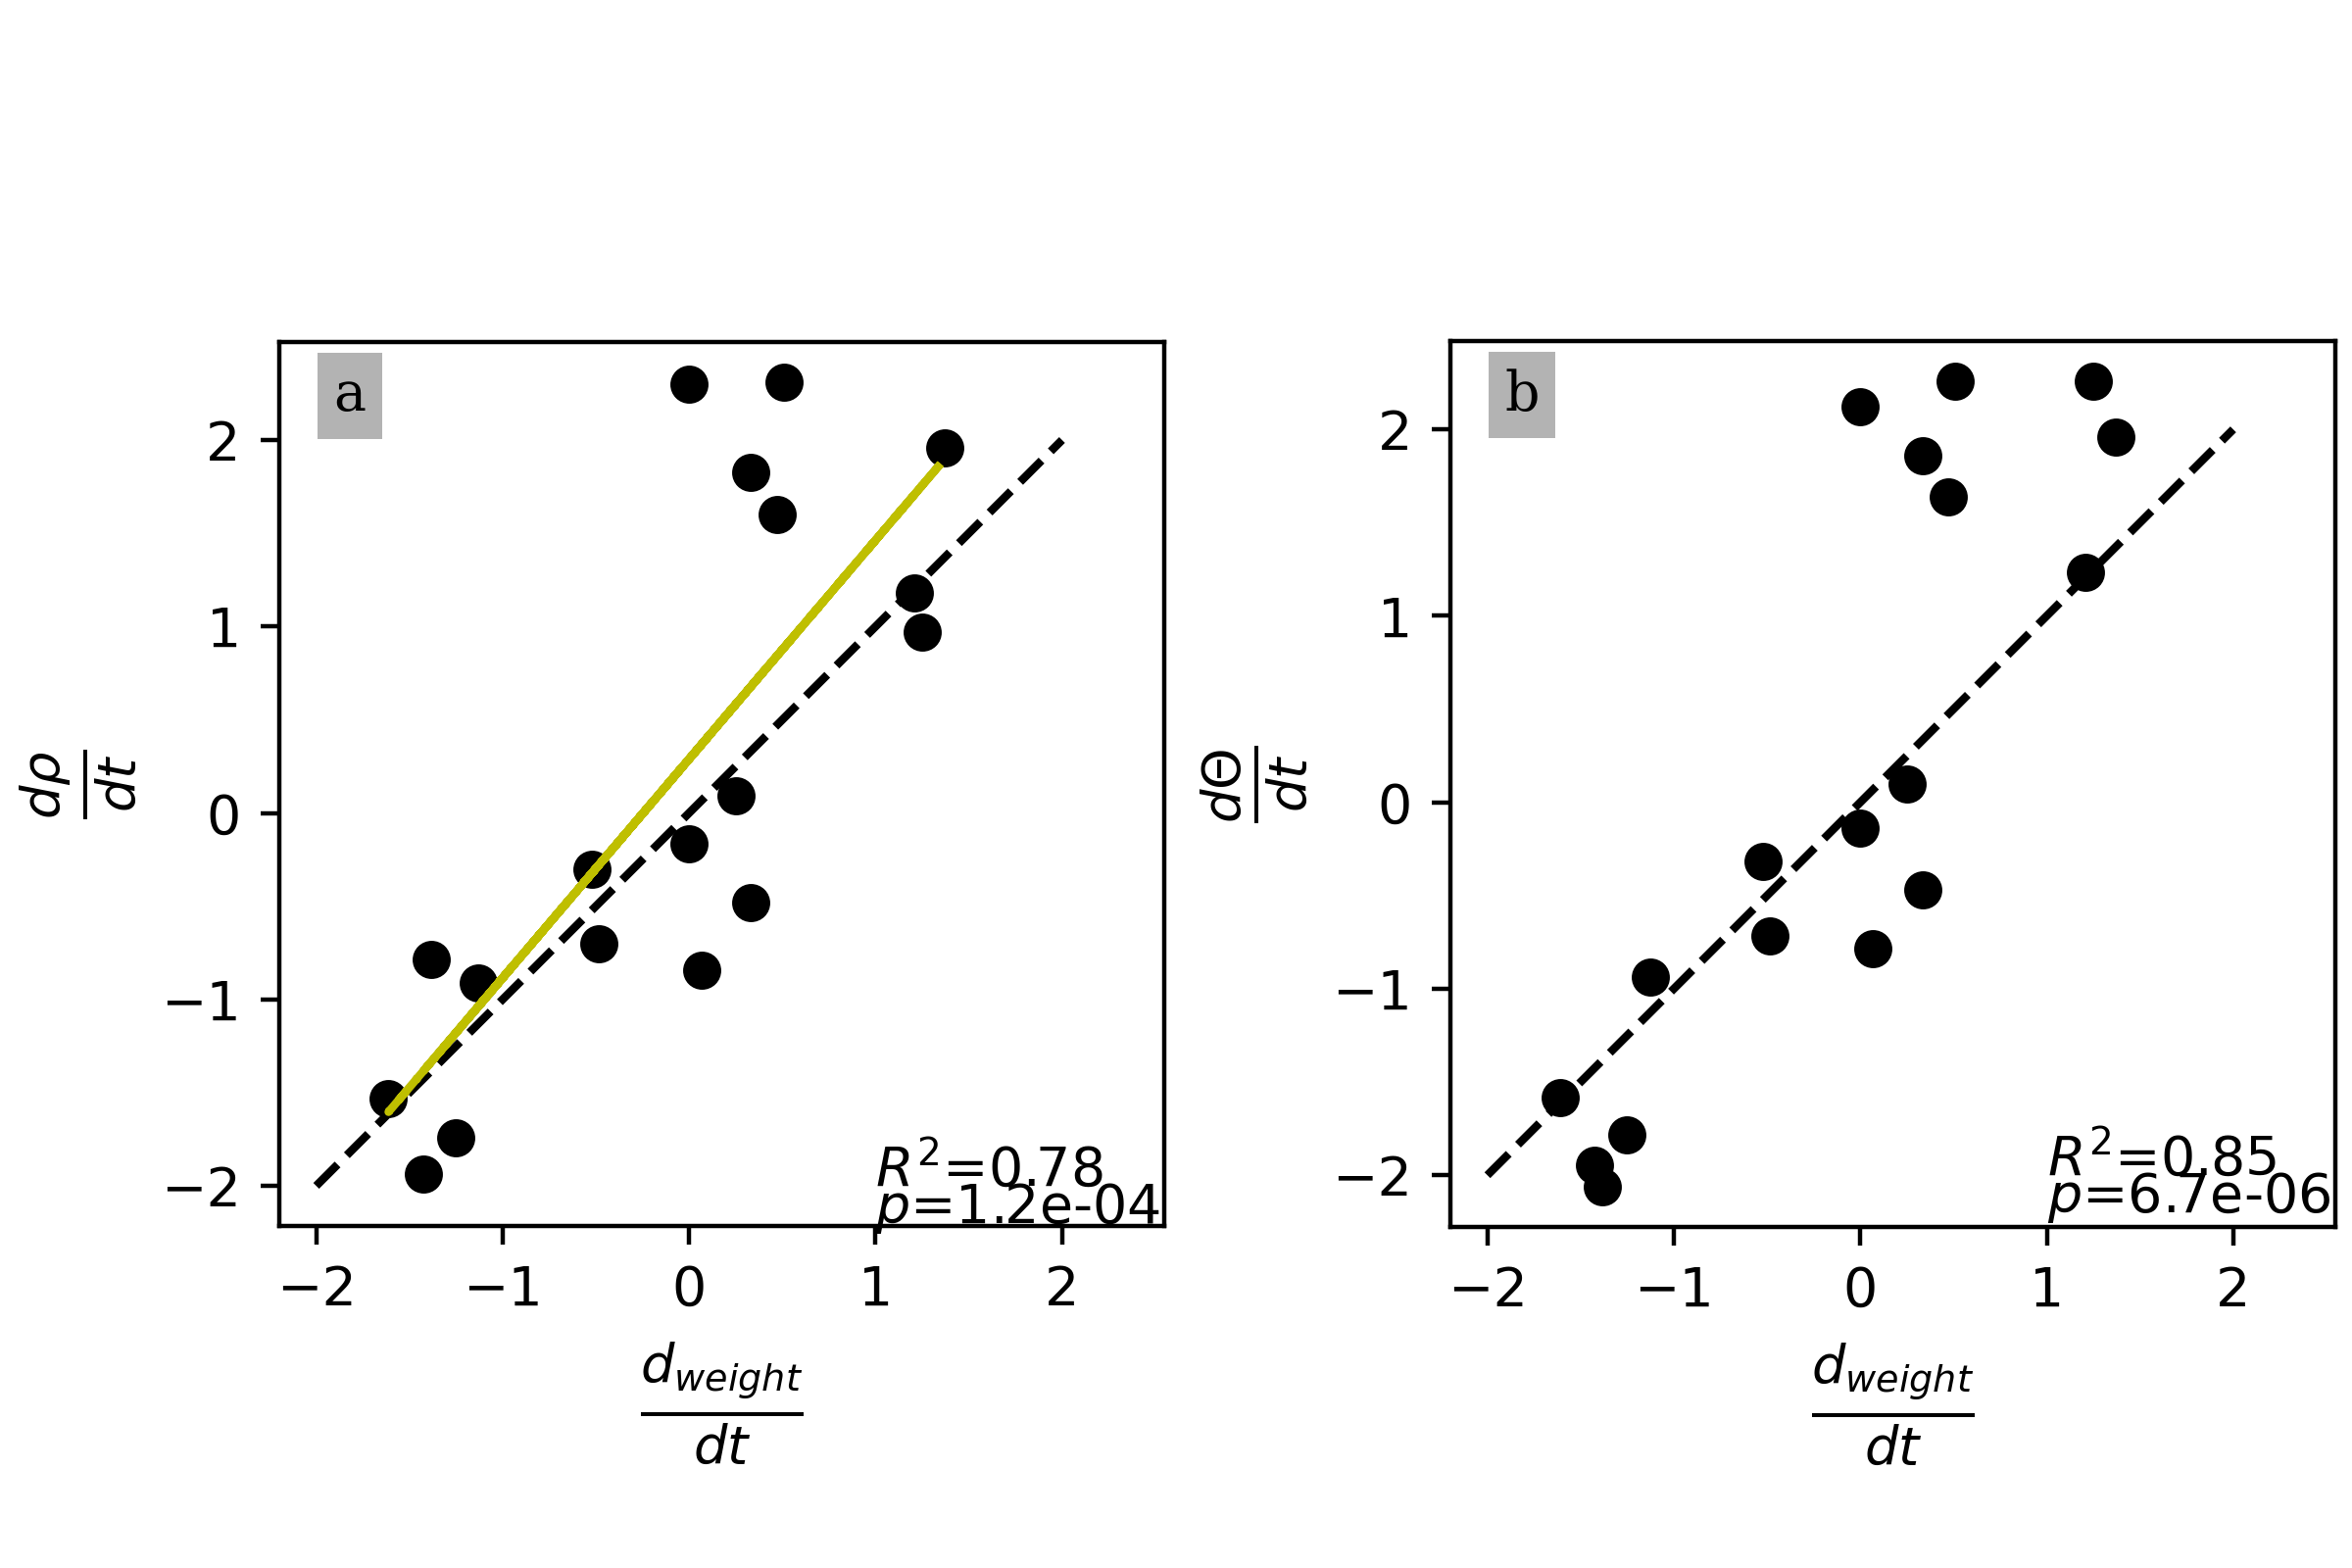 a
2
1
0
−1
−2
dρ
dt
R²=0.78
p=1.2e-04
−2 −1 0 1 2
d_weight
dt
b
2
1
0
−1
−2
dΘ
dt
R²=0.85
p=6.7e-06
−2 −1 0 1 2
d_weight
dt